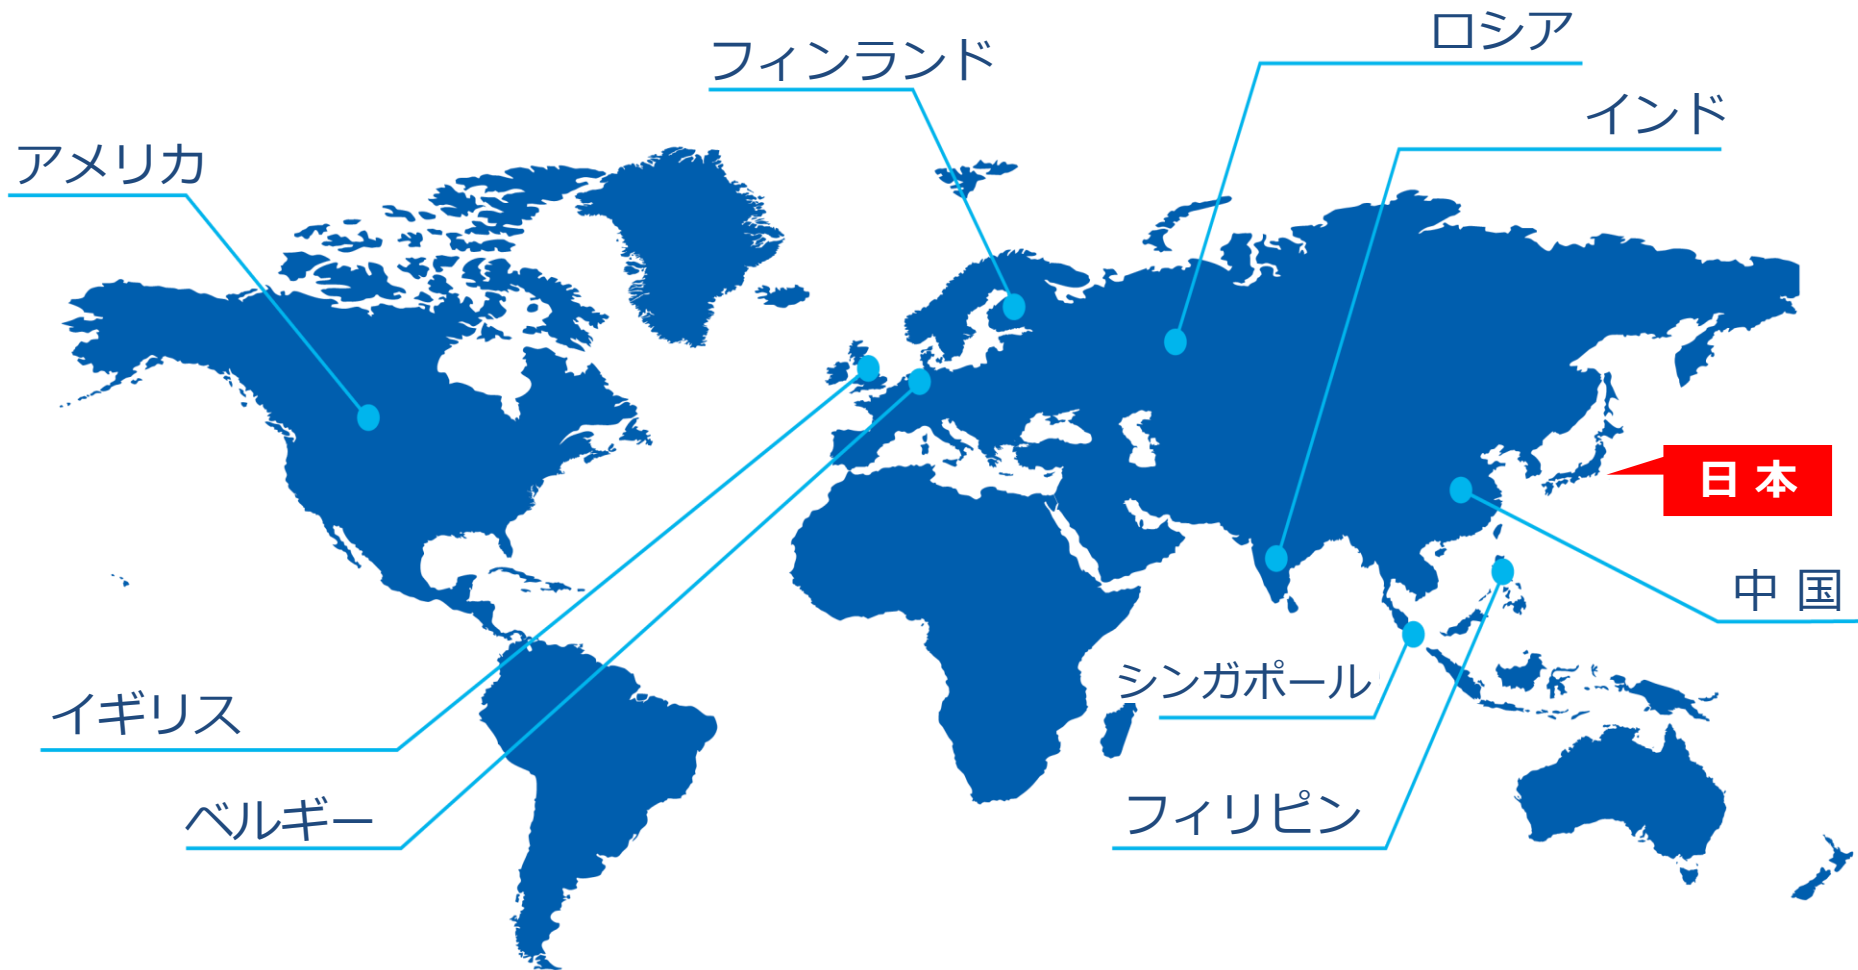 ロシア
フィンランド
インド
アメリカ
日本
中国
シンガポール
イギリス
フィリピン
ベルギー